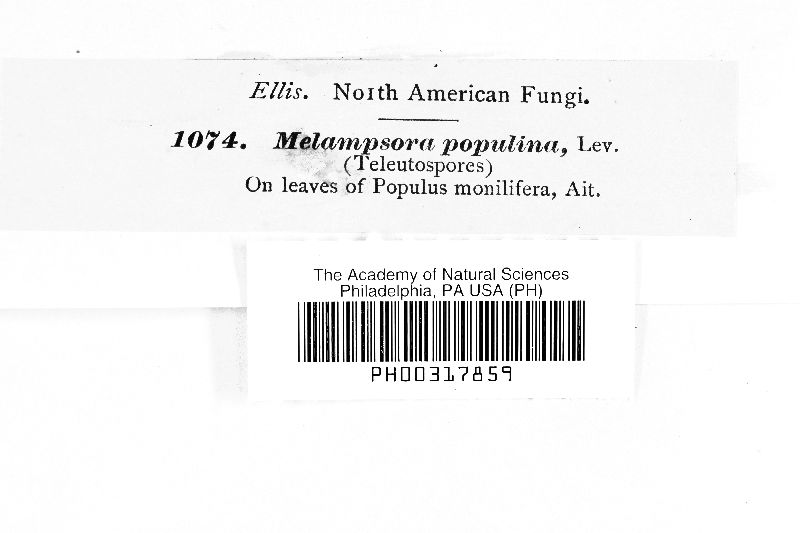 Ellis. North American Fungi.
1074. Melampsora populina, Lev.
(Teleutospores)
On leaves of Populus monilifera, Ait.
The Academy of Natural Sciences
Philadelphia, PA USA (PH)
PH00317859